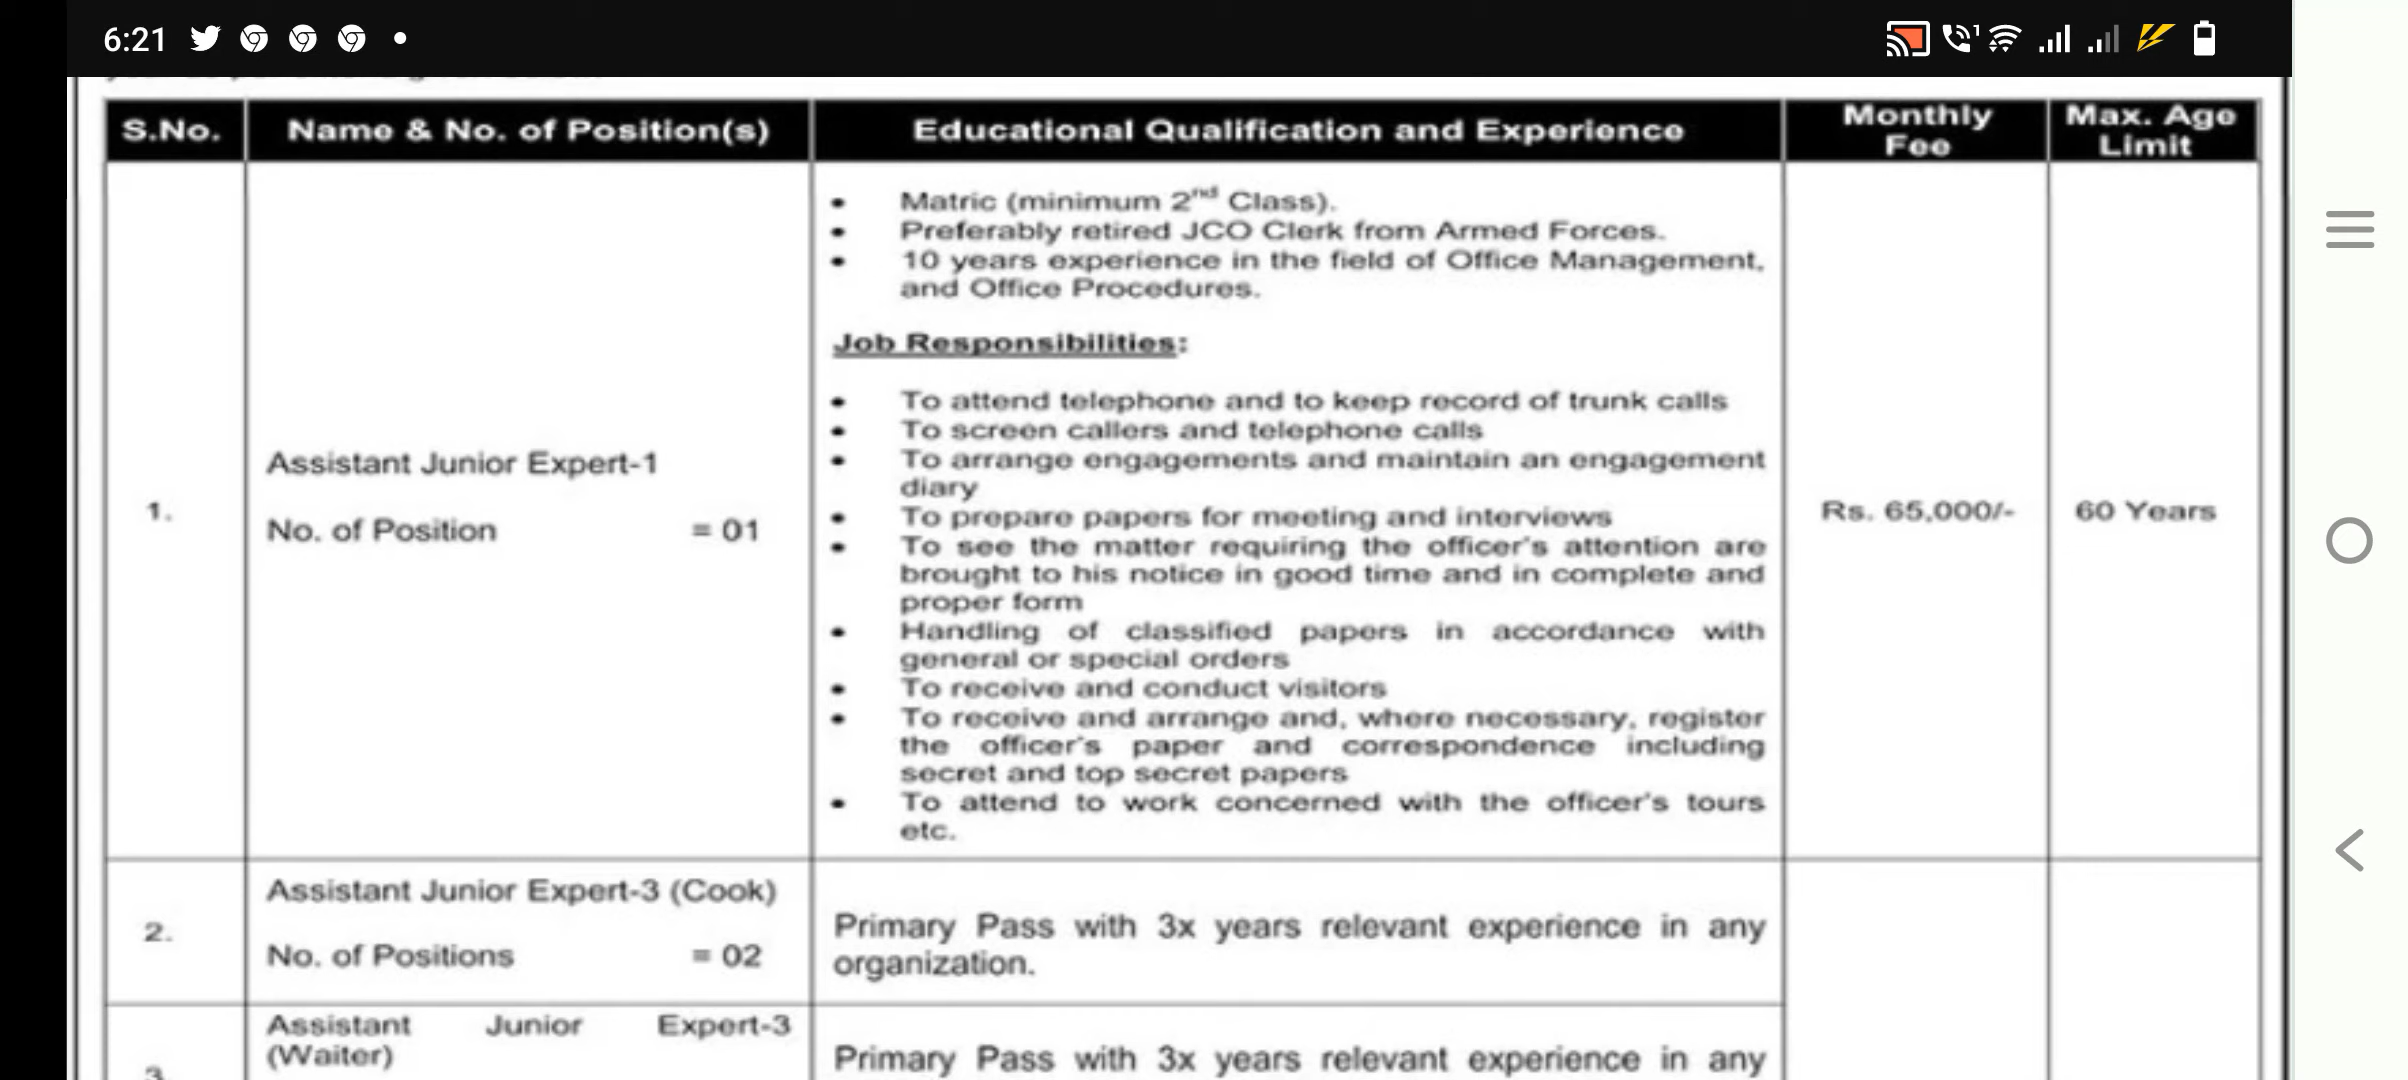 6:21
S.No.
Name & No. of Position(s)
Educational Qualification and Experience
Monthly
Fee
Max. Age
Limit
1.
Assistant Junior Expert-1
No. of Position = 01
• Matric (minimum 2nd Class).
• Preferably retired JCO Clerk from Armed Forces.
• 10 years experience in the field of Office Management,
and Office Procedures.
Job Responsibilities:
• To attend telephone and to keep record of trunk calls
• To screen callers and telephone calls
• To arrange engagements and maintain an engagement
diary
• To prepare papers for meeting and interviews
• To see the matter requiring the officer's attention are
brought to his notice in good time and in complete and
proper form
• Handling of classified papers in accordance with
general or special orders
• To receive and conduct visitors
• To receive and arrange and, where necessary, register
the officer's paper and correspondence including
secret and top secret papers
• To attend to work concerned with the officer's tours
etc.
Rs. 65,000/-
60 Years
2.
Assistant Junior Expert-3 (Cook)
No. of Positions = 02
Primary Pass with 3x years relevant experience in any
organization.
3.
Assistant Junior Expert-3
(Waiter)
Primary Pass with 3x years relevant experience in any